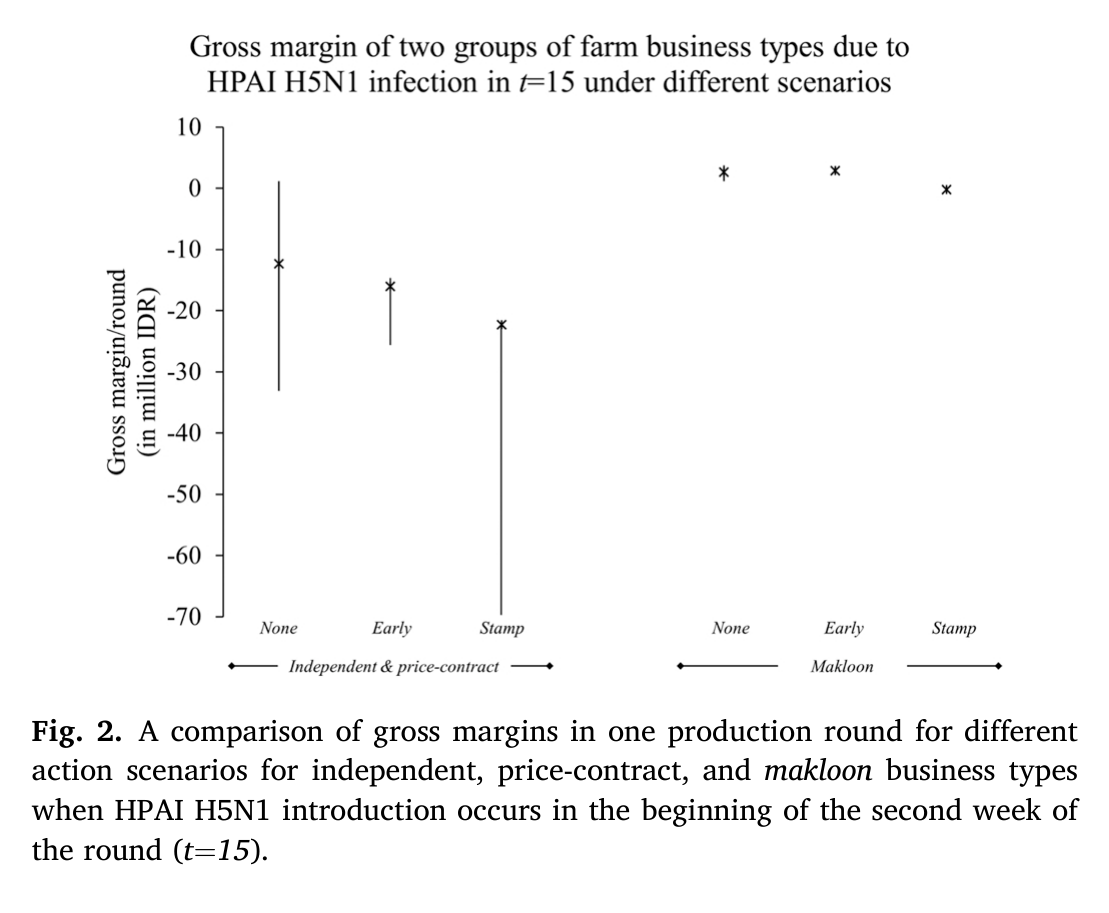 Gross margin of two groups of farm business types due to
HPAI H5N1 infection in t=15 under different scenarios
10
0
-10
-20
-30
-40
-50
-60
-70
Gross margin/round
(in million IDR)
None Early Stamp None Early Stamp
Independent & price-contract Makloon
Fig. 2. A comparison of gross margins in one production round for different
action scenarios for independent, price-contract, and makloon business types
when HPAI H5N1 introduction occurs in the beginning of the second week of
the round (t=15).